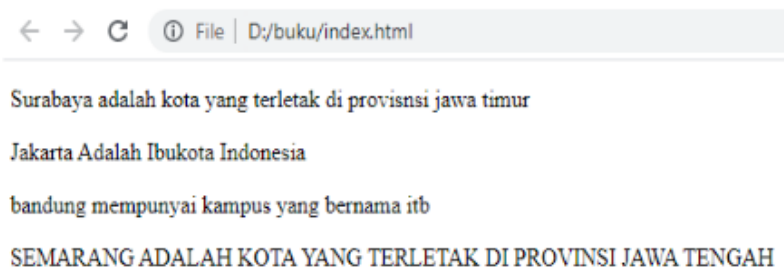 File | D:/buku/index.html
Surabaya adalah kota yang terletak di provisnsi jawa timur
Jakarta Adalah Ibukota Indonesia
bandung mempunyai kampus yang bernama itb
SEMARANG ADALAH KOTA YANG TERLETAK DI PROVINSI JAWA TENGAH